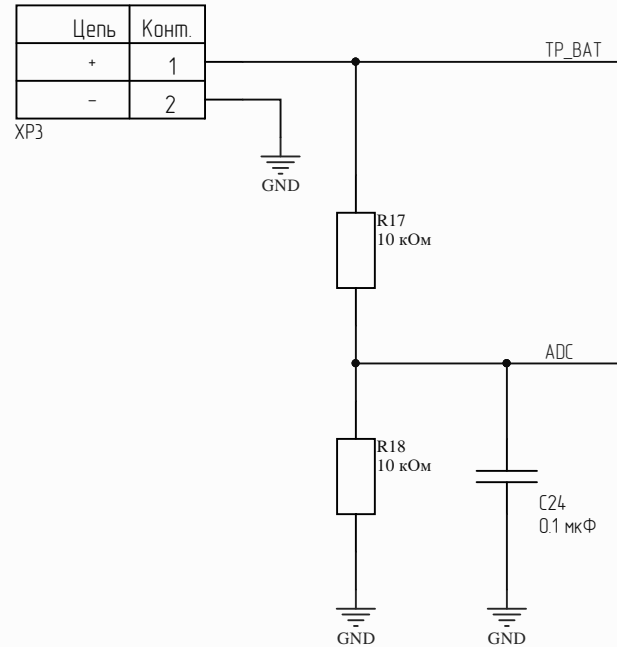 Цепь Конт.
+ 1
- 2
XP3
GND
TP_BAT
R17
10 кОм
ADC
R18
10 кОм
C24
0.1 мкФ
GND
GND